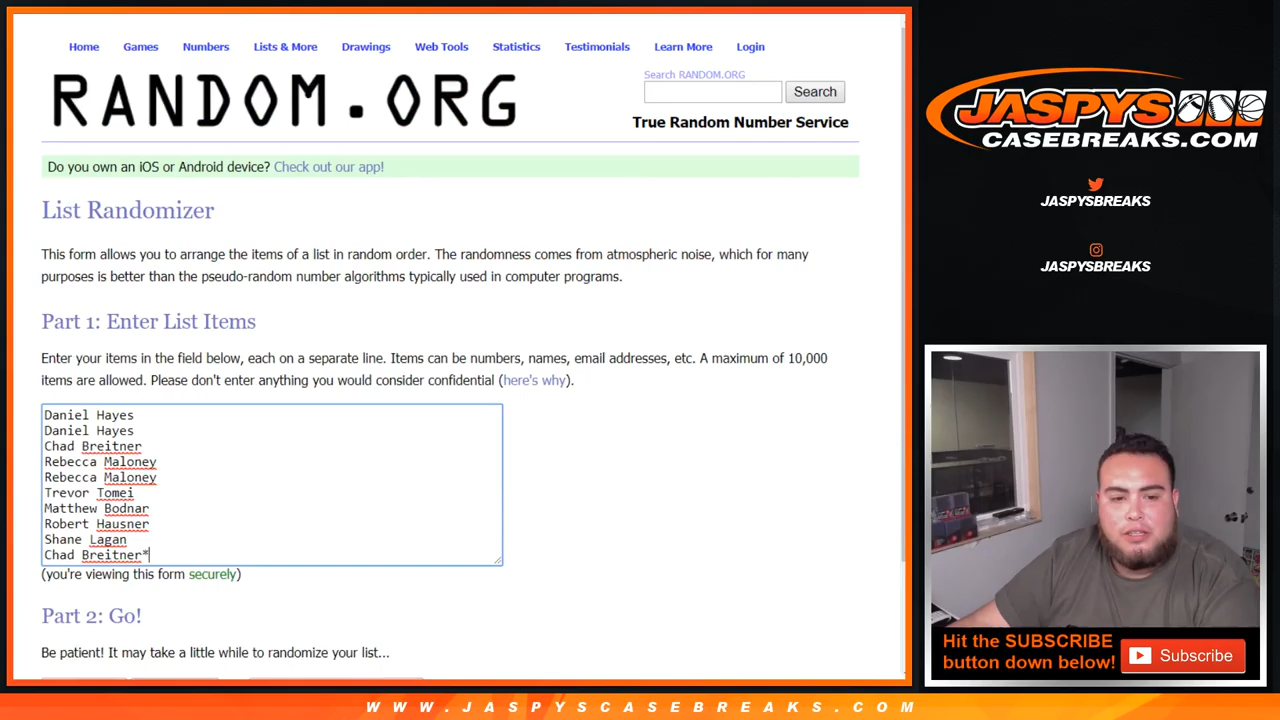 Home Games Numbers Lists & More Drawings Web Tools Statistics Testimonials Learn More Login
RANDOM.ORG
Search RANDOM.ORG
Search
True Random Number Service
Do you own an iOS or Android device? Check out our app!
List Randomizer
This form allows you to arrange the items of a list in random order. The randomness comes from atmospheric noise, which for many
purposes is better than the pseudo-random number algorithms typically used in computer programs.
Part 1: Enter List Items
Enter your items in the field below, each on a separate line. Items can be numbers, names, email addresses, etc. A maximum of 10,000
items are allowed. Please don't enter anything you would consider confidential (here's why).
Daniel Hayes
Daniel Hayes
Chad Breitner
Rebecca Maloney
Rebecca Maloney
Trevor Tomei
Matthew Bodnar
Robert Hausner
Shane Lagan
Chad Breitner*
(you're viewing this form securely)
Part 2: Go!
Be patient! It may take a little while to randomize your list...
JASPYS
CASEBREAKS.COM
JASPYSBREAKS
JASPYSBREAKS
Hit the SUBSCRIBE
button down below!
Subscribe
WWW.JASPYSCASEBREAKS.COM